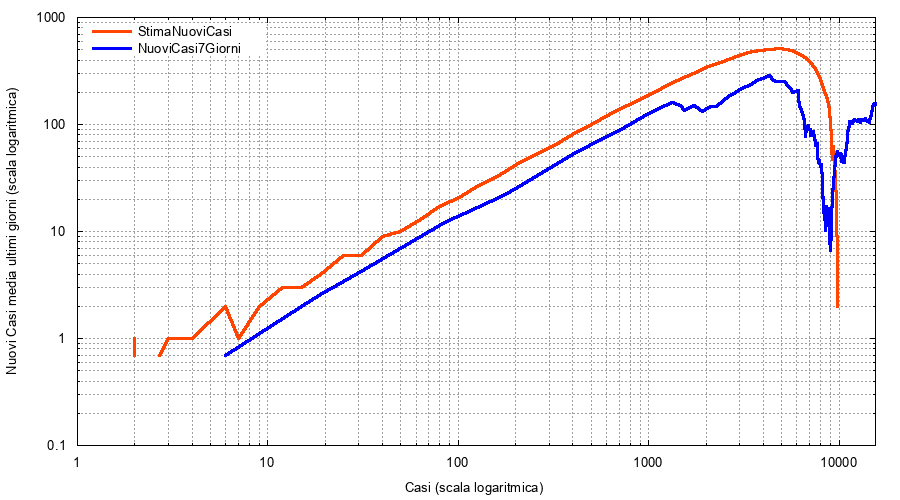 1000
StimaNuoviCasi
NuoviCasi7Giorni
100
10
1
0.1
Nuovi Casi media ultimi giorni (scala logaritmica)
1 10 100 1000 10000
Casi (scala logaritmica)